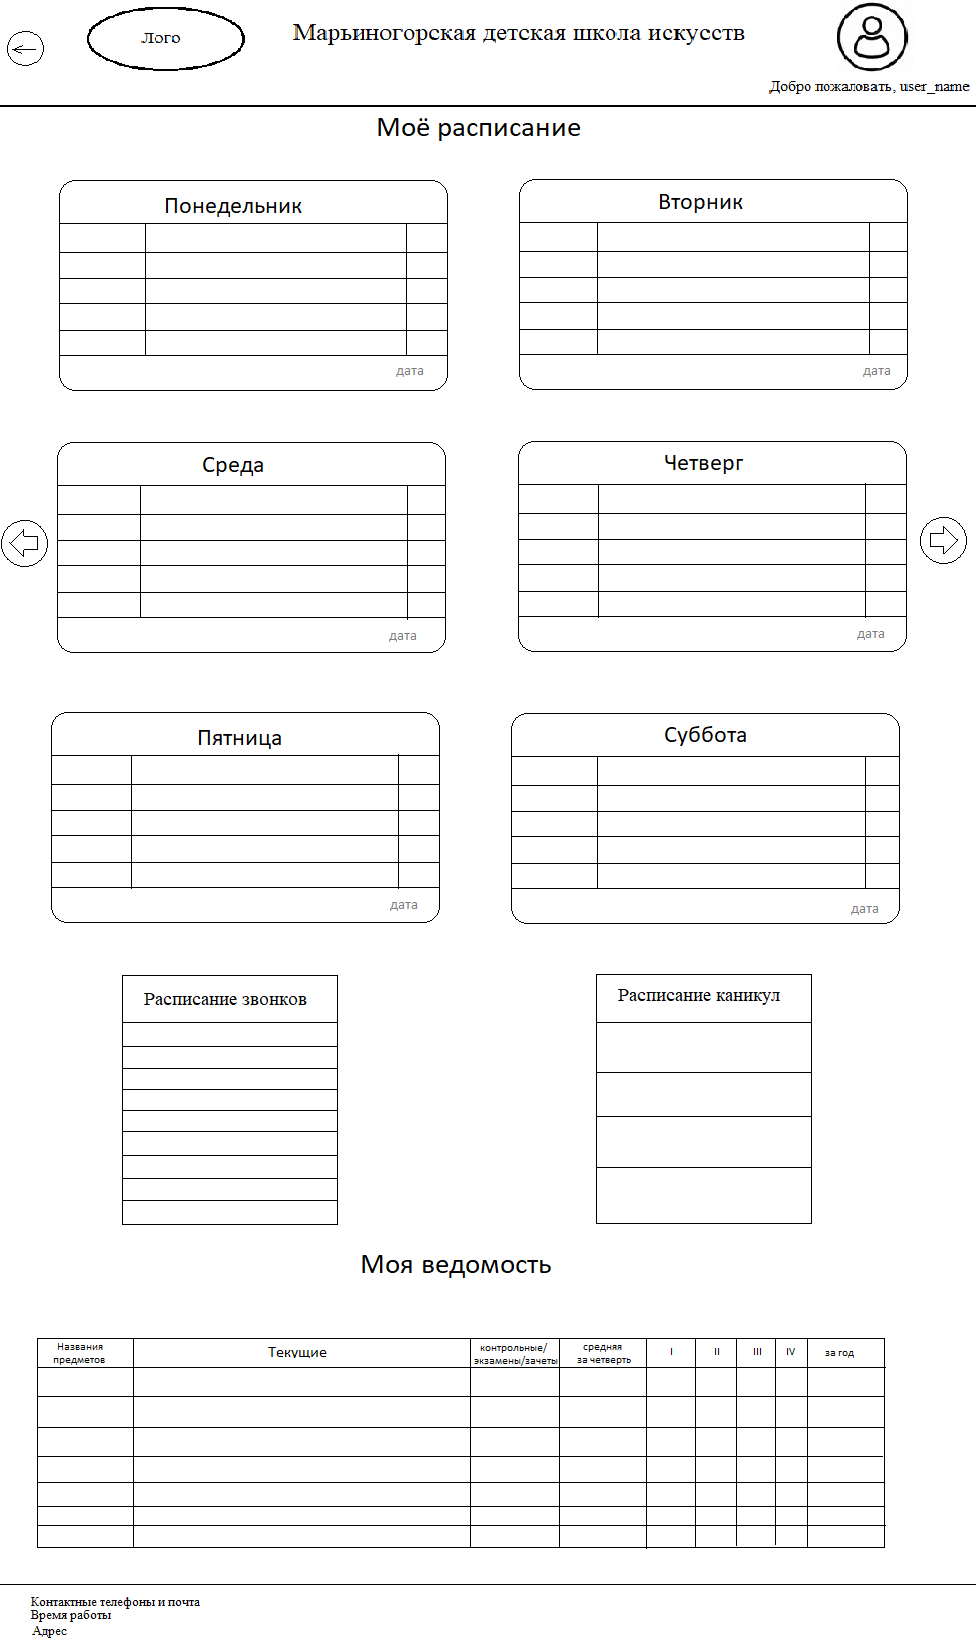 Лого
Марьиногорская детская школа искусств
Добро пожаловать, user_name
Моё расписание
Понедельник
дата
Вторник
дата
Среда
дата
Четверг
дата
Пятница
дата
Суббота
дата
Расписание звонков
Расписание каникул
Моя ведомость
Названия
предметов
Текущие
контрольные/
экзамены/зачеты
средняя
за четверть
I
II
III
IV
за год
Контактные телефоны и почта
Время работы
Адрес